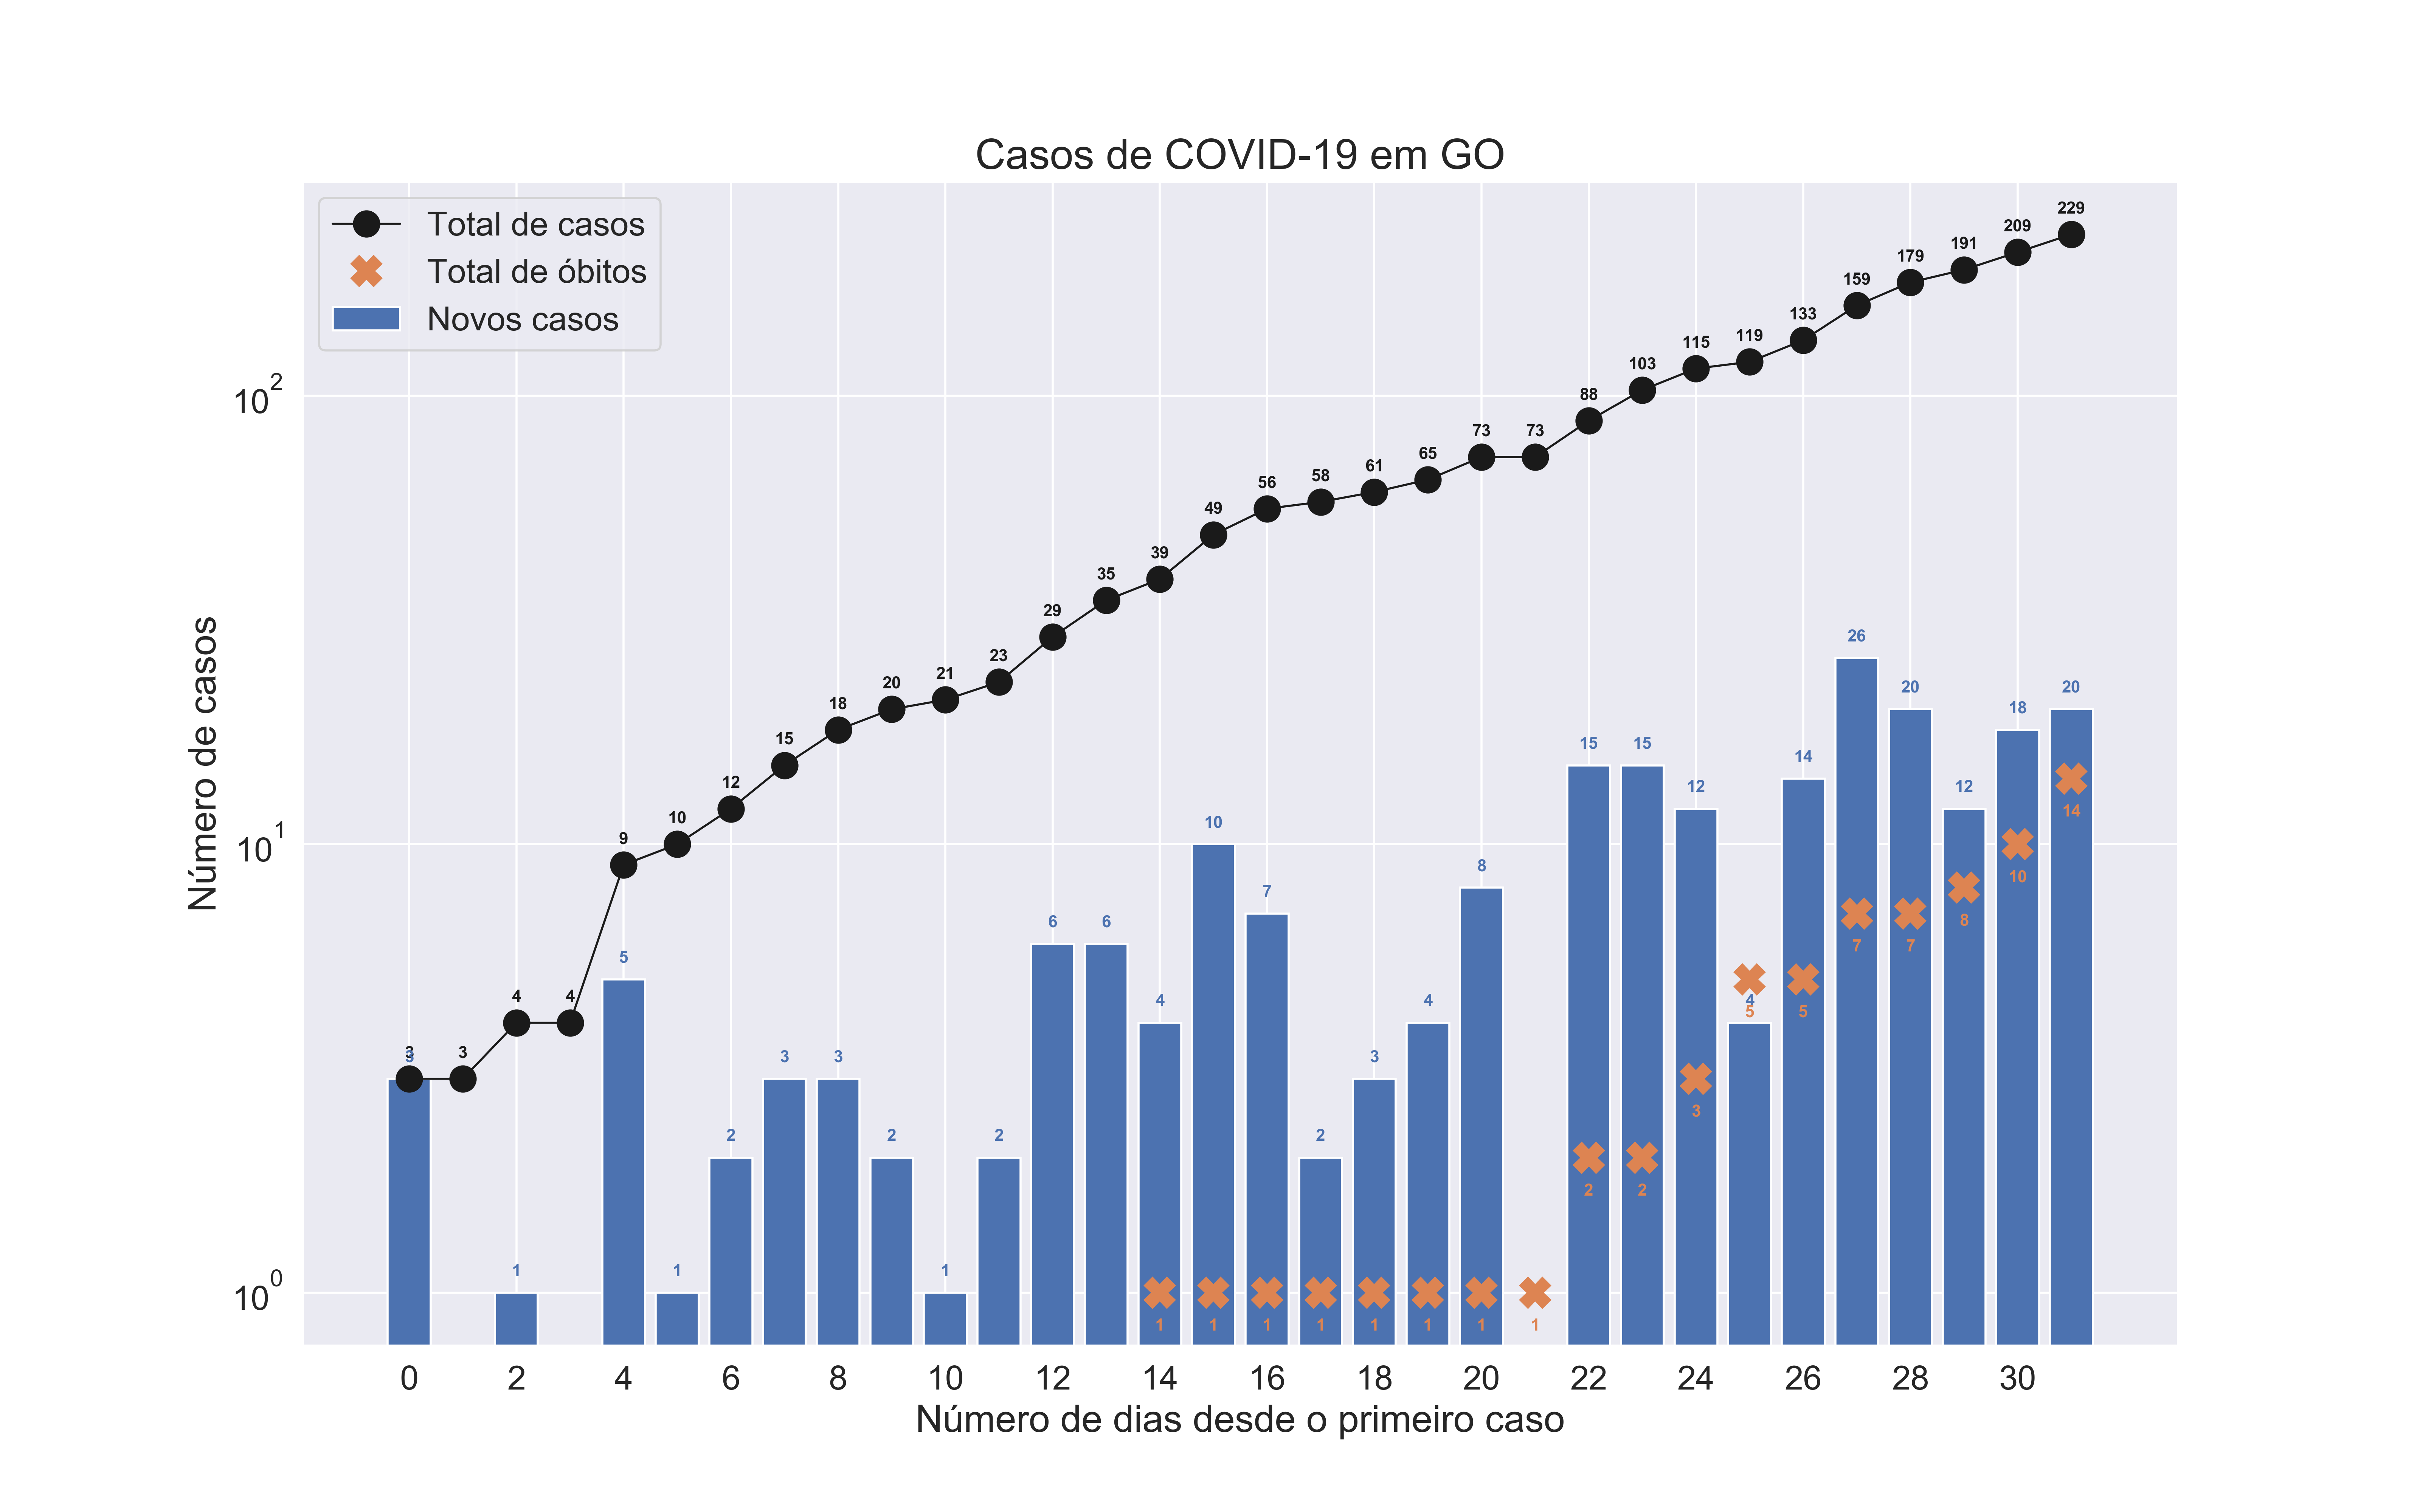 Casos de COVID-19 em GO
Total de casos
Total de óbitos
Novos casos
Número de casos
10^2
10^1
10^0
3 3 4 4 9 10 12 15 18 20 21 23 29 35 39 49 56 58 61 65 73 73 88 103 115 119 133 159 179 191 209 229
3 1 5 1 2 3 3 2 1 2 6 6 4 10 7 2 3 4 8 15 15 12 4 14 26 20 12 18 20
1 1 1 1 1 1 1 1 2 2 3 5 5 7 7 8 10 14
0 2 4 6 8 10 12 14 16 18 20 22 24 26 28 30
Número de dias desde o primeiro caso